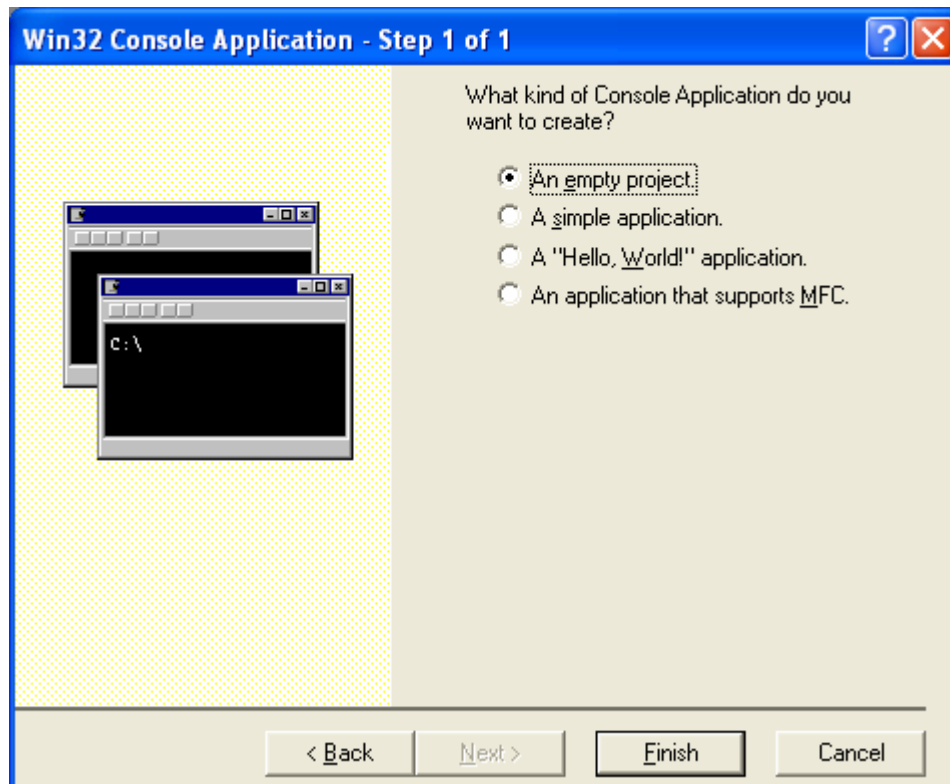 Win32 Console Application - Step 1 of 1
What kind of Console Application do you
want to create?
An empty project.
A simple application.
A "Hello, World!" application.
An application that supports MFC.
C:\
< Back
Next >
Finish
Cancel